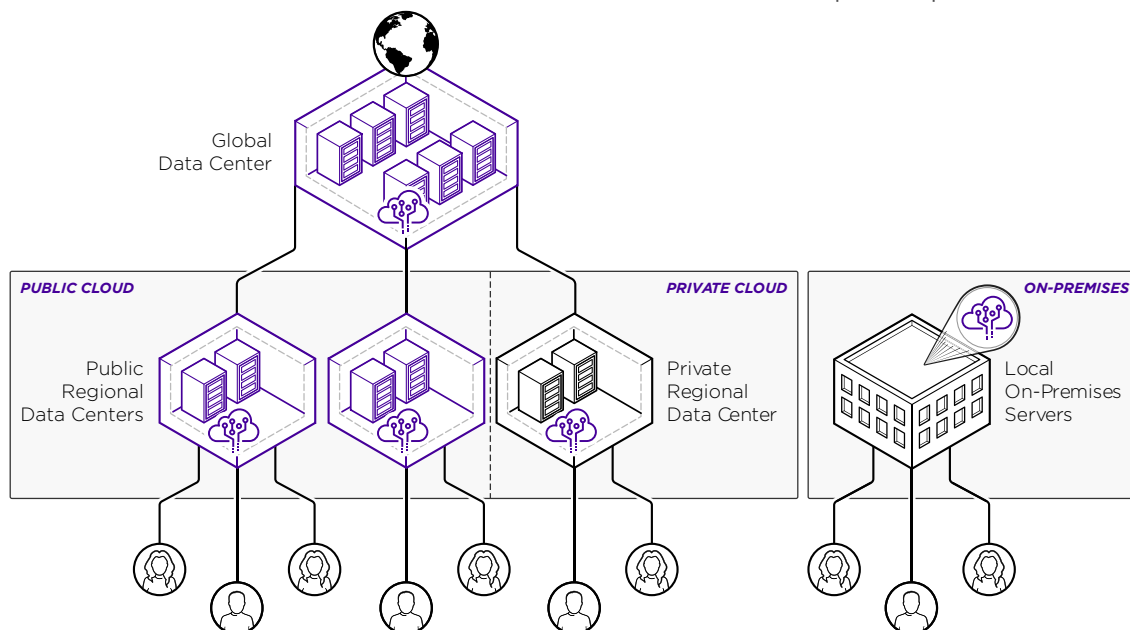 Global
Data Center
PUBLIC CLOUD
PRIVATE CLOUD
ON-PREMISES
Public
Regional
Data Centers
Private
Regional
Data Center
Local
On-Premises
Servers